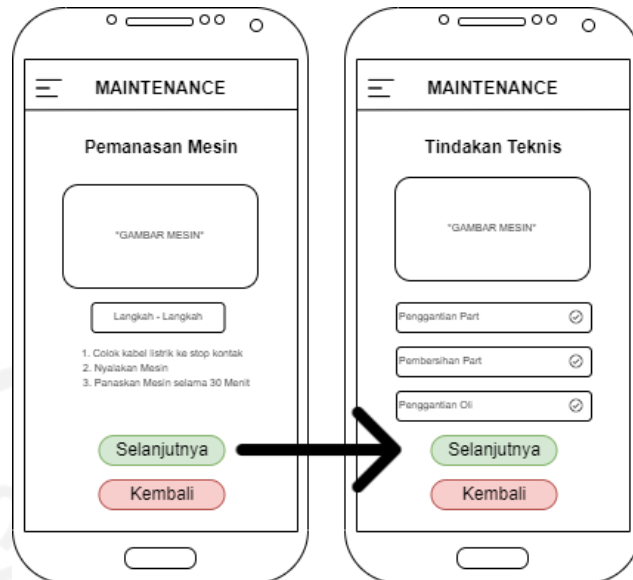 MAINTENANCE
Pemanasan Mesin
"GAMBAR MESIN"
Langkah - Langkah
1. Colok kabel listrik ke stop kontak
2. Nyalakan Mesin
3. Panaskan Mesin selama 30 Menit
Selanjutnya
Kembali
MAINTENANCE
Tindakan Teknis
"GAMBAR MESIN"
Penggantian Part
Pembersihan Part
Penggantian Oli
Selanjutnya
Kembali